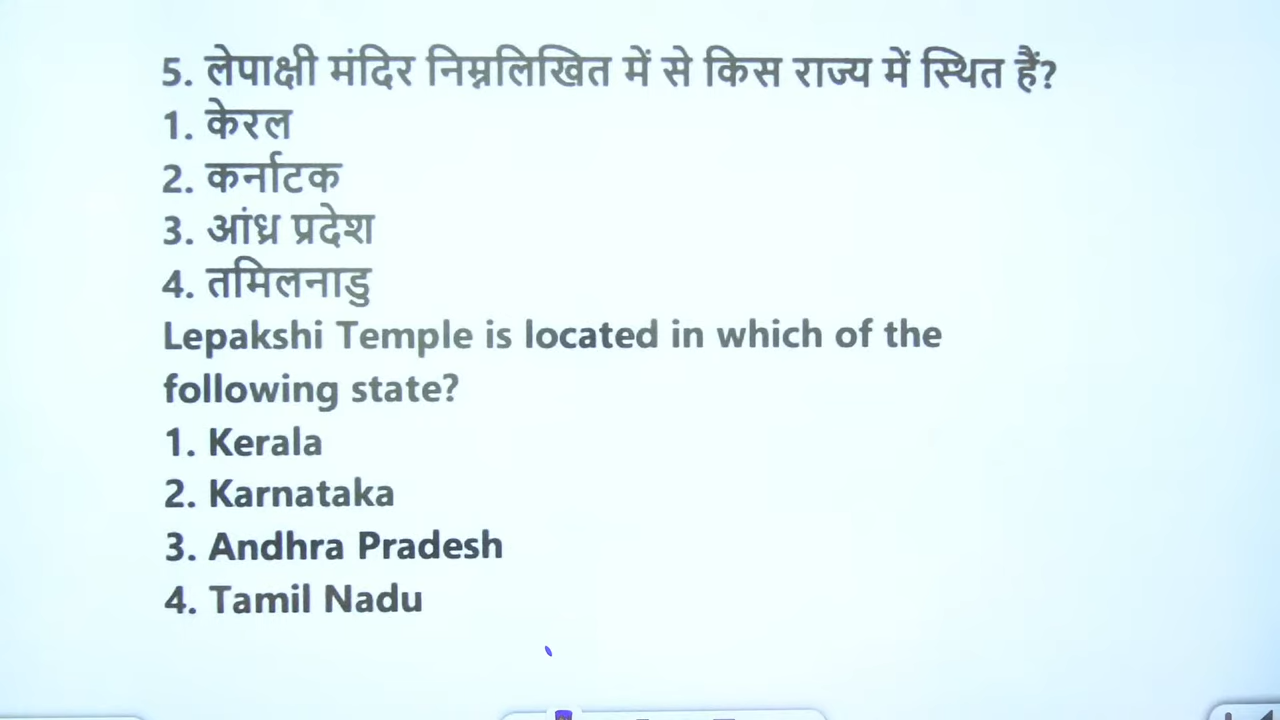 5. लेपाक्षी मंदिर निम्नलिखित में से किस राज्य में स्थित हैं?
1. केरल
2. कर्नाटक
3. आंध्र प्रदेश
4. तमिलनाडु
Lepakshi Temple is located in which of the
following state?
1. Kerala
2. Karnataka
3. Andhra Pradesh
4. Tamil Nadu